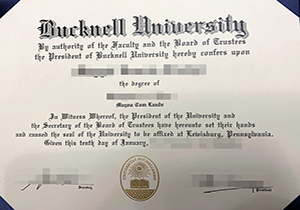 Bucknell University
By authority of the Faculty and the Board of Trustees
the President of Bucknell University hereby confers upon
the degree of
Magna Cum Laude
In Witness Whereof, the President of the University and
the Secretary of the Board of Trustees have hereunto set their hands
and caused the seal of the University to be affixed at Lewisburg, Pennsylvania.
Given this tenth day of January,